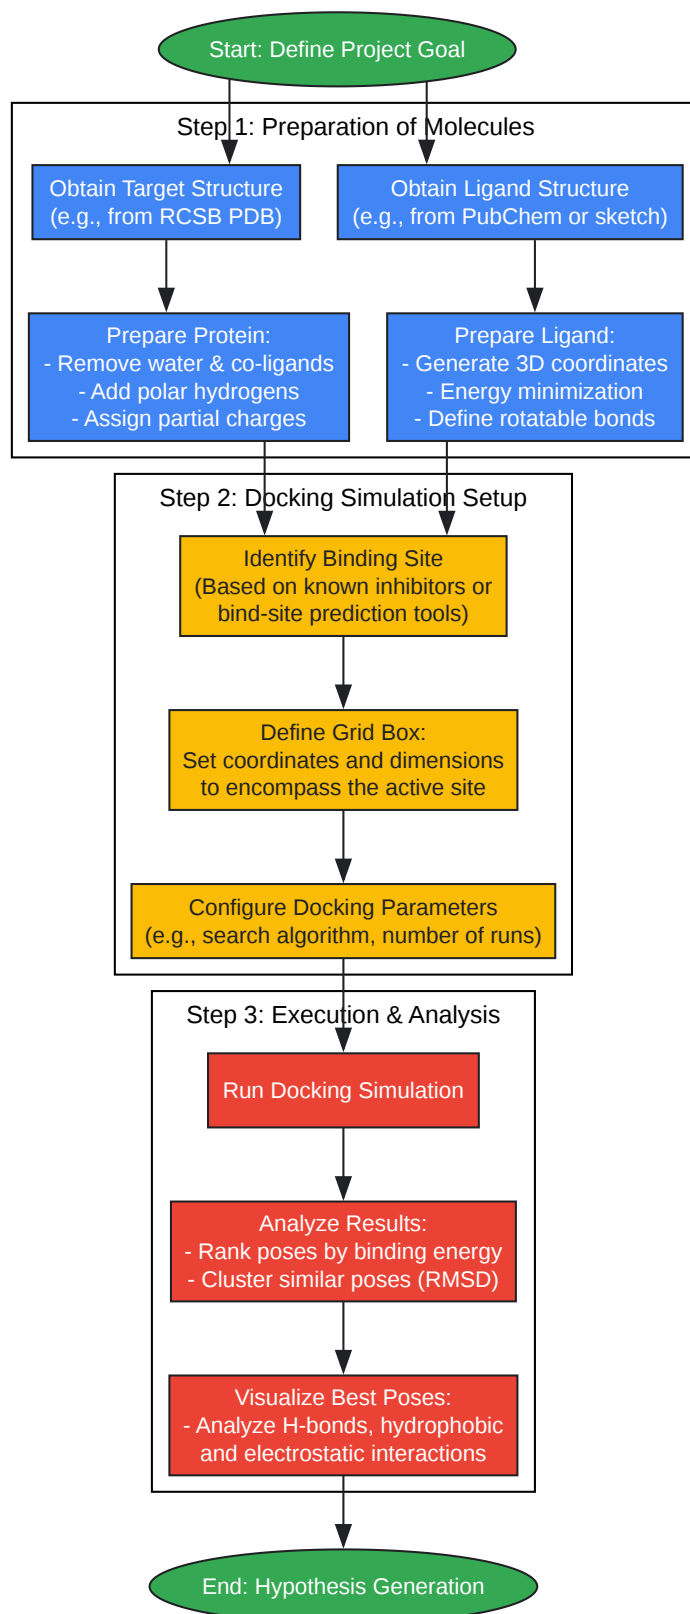 Start: Define Project Goal
Step 1: Preparation of Molecules
Obtain Target Structure
(e.g., from RCSB PDB)
Obtain Ligand Structure
(e.g., from PubChem or sketch)
Prepare Protein:
- Remove water & co-ligands
- Add polar hydrogens
- Assign partial charges
Prepare Ligand:
- Generate 3D coordinates
- Energy minimization
- Define rotatable bonds
Step 2: Docking Simulation Setup
Identify Binding Site
(Based on known inhibitors or
bind-site prediction tools)
Define Grid Box:
Set coordinates and dimensions
to encompass the active site
Configure Docking Parameters
(e.g., search algorithm, number of runs)
Step 3: Execution & Analysis
Run Docking Simulation
Analyze Results:
- Rank poses by binding energy
- Cluster similar poses (RMSD)
Visualize Best Poses:
- Analyze H-bonds, hydrophobic
and electrostatic interactions
End: Hypothesis Generation